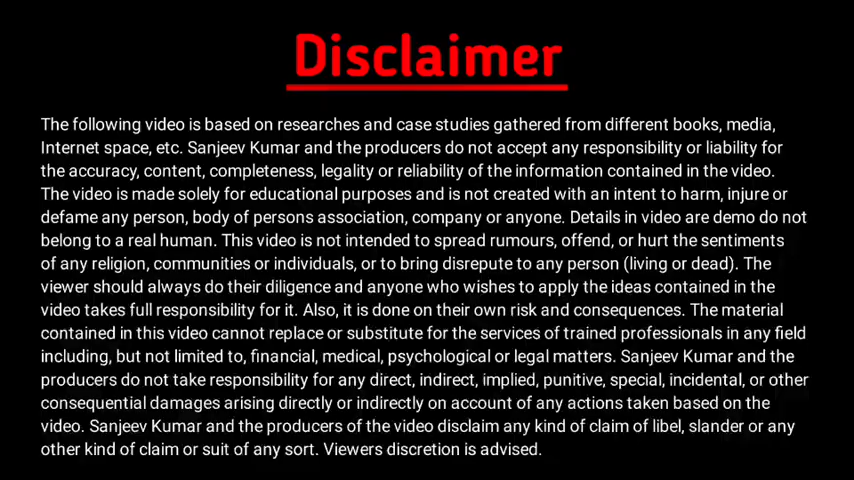 Disclaimer
The following video is based on researches and case studies gathered from different books, media,
Internet space, etc. Sanjeev Kumar and the producers do not accept any responsibility or liability for
the accuracy, content, completeness, legality or reliability of the information contained in the video.
The video is made solely for educational purposes and is not created with an intent to harm, injure or
defame any person, body of persons association, company or anyone. Details in video are demo do not
belong to a real human. This video is not intended to spread rumours, offend, or hurt the sentiments
of any religion, communities or individuals, or to bring disrepute to any person (living or dead). The
viewer should always do their diligence and anyone who wishes to apply the ideas contained in the
video takes full responsibility for it. Also, it is done on their own risk and consequences. The material
contained in this video cannot replace or substitute for the services of trained professionals in any field
including, but not limited to, financial, medical, psychological or legal matters. Sanjeev Kumar and the
producers do not take responsibility for any direct, indirect, implied, punitive, special, incidental, or other
consequential damages arising directly or indirectly on account of any actions taken based on the
video. Sanjeev Kumar and the producers of the video disclaim any kind of claim of libel, slander or any
other kind of claim or suit of any sort. Viewers discretion is advised.